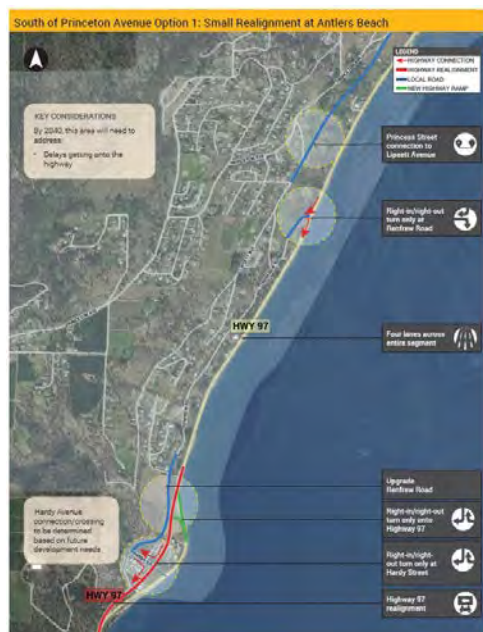 South of Princeton Avenue Option 1: Small Realignment at Antlers Beach
LEGEND
HIGHWAY CONNECTION
HIGHWAY REALIGNMENT
LOCAL ROAD
NEW HIGHWAY RAMP
KEY CONSIDERATIONS
By 2040, this area will need to
address:
• Delays getting onto the
highway
Princess Street
connection to
Lipsett Avenue
Right-in/right-out
turn only at
Renfrew Road
HWY 97
Four lanes across
entire segment
Upgrade
Renfrew Road
Hardy Avenue
connection/crossing
to be determined
based on future
development needs
Right-in/right-out
turn only onto
Highway 97
Right-in/right-
out turn only at
Hardy Street
HWY 97
Highway 97
realignment